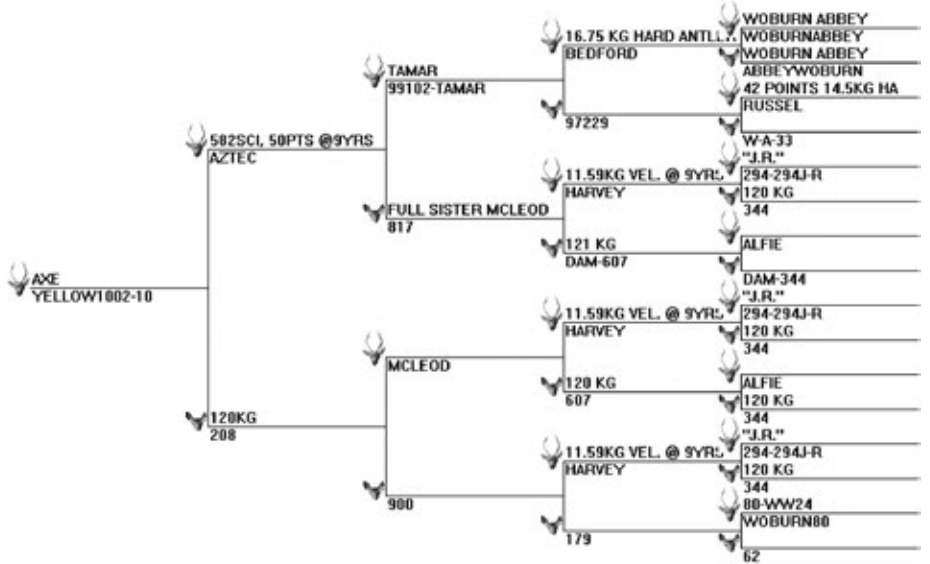 AXE
YELLOW1002-10
582SCI, 50PTS @9YRS
AZTEC
120KG
208
TAMAR
99102-TAMAR
FULL SISTER MCLEOD
817
MCLEOD
900
16.75 KG HARD
BEDFORD
97229
11.59KG VEL. @ 9YRS
HARVEY
121 KG
DAM-607
11.59KG VEL. @ 9YRS
HARVEY
120 KG
607
11.59KG VEL. @ 9YRS
HARVEY
179
WOBURN ABBEY
WOBURNABBEY
WOBURN ABBEY
ABBEYWOBURN
42 POINTS 14.5KG HA
RUSSEL
W-A-33
"J.R."
294-294J-R
120 KG
344
ALFIE
DAM-344
"J.R."
294-294J-R
120 KG
344
ALFIE
120 KG
344
"J.R."
294-294J-R
120 KG
344
80-WW24
WOBURN80
62